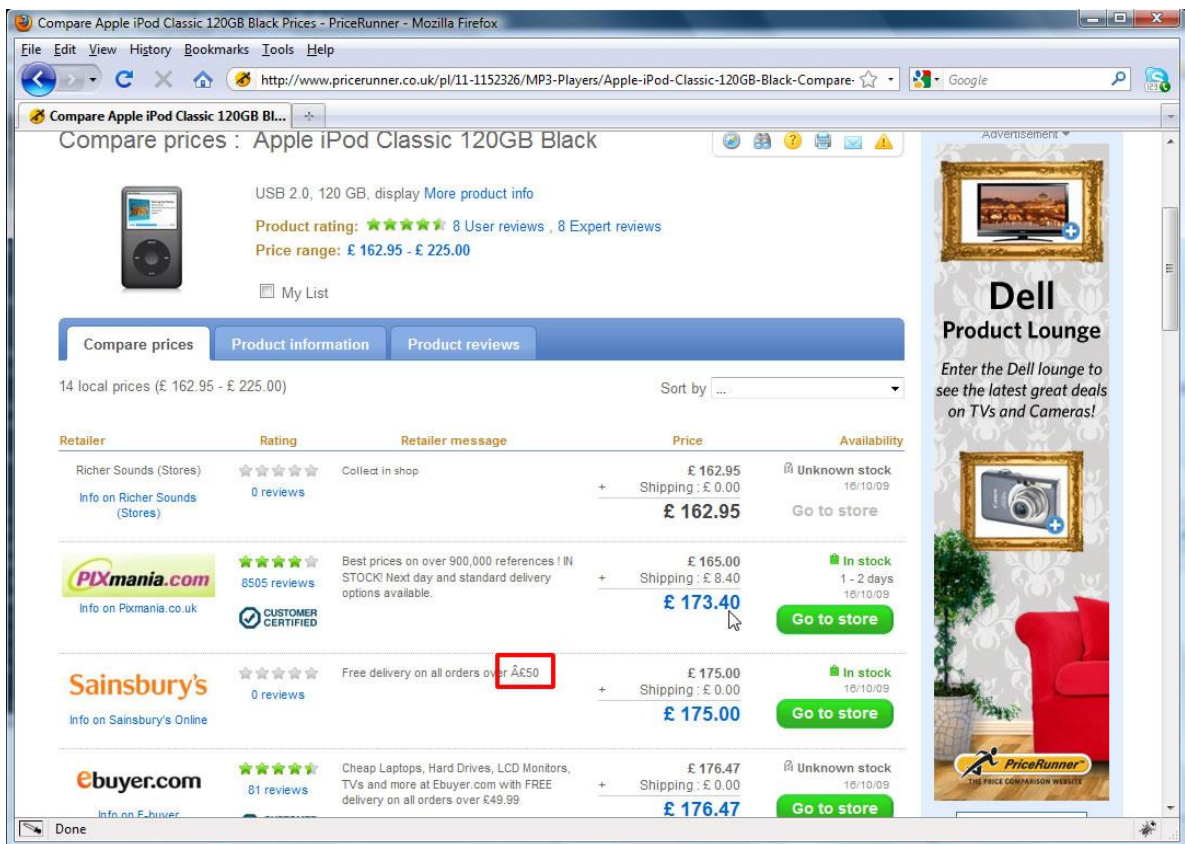 Compare Apple iPod Classic 120GB Black Prices - PriceRunner - Mozilla Firefox
File Edit View History Bookmarks Tools Help
http://www.pricerunner.co.uk/pl/11-1152326/MP3-Players/Apple-iPod-Classic-120GB-Black-Compare-
Google
Compare Apple iPod Classic 120GB Bl...
Compare prices : Apple iPod Classic 120GB Black
USB 2.0, 120 GB, display More product info
Product rating: 8 User reviews , 8 Expert reviews
Price range: £ 162.95 - £ 225.00
My List
Compare prices Product information Product reviews
14 local prices (£ 162.95 - £ 225.00) Sort by ...
Retailer Rating Retailer message Price Availability
Richer Sounds (Stores) Collect in shop £ 162.95 Unknown stock
Info on Richer Sounds (Stores) 0 reviews + Shipping : £ 0.00 16/10/09
£ 162.95 Go to store
PIXmania.com Best prices on over 900,000 references ! IN £ 165.00 In stock
8505 reviews STOCK! Next day and standard delivery + Shipping : £ 8.40 1 - 2 days
options available. 16/10/09
Info on Pixmania.co.uk CUSTOMER CERTIFIED £ 173.40 Go to store
Sainsbury's Free delivery on all orders over Â£50 £ 175.00 In stock
0 reviews + Shipping : £ 0.00 16/10/09
Info on Sainsbury's Online £ 175.00 Go to store
ebuyer.com Cheap Laptops, Hard Drives, LCD Monitors, £ 176.47 Unknown stock
81 reviews TVs and more at Ebuyer.com with FREE + Shipping : £ 0.00 16/10/09
delivery on all orders over £49.99
Info on E-buyer £ 176.47 Go to store
Advertisement
Dell
Product Lounge
Enter the Dell lounge to
see the latest great deals
on TVs and Cameras!
PriceRunner
THE PRICE COMPARISON WEBSITE
Done